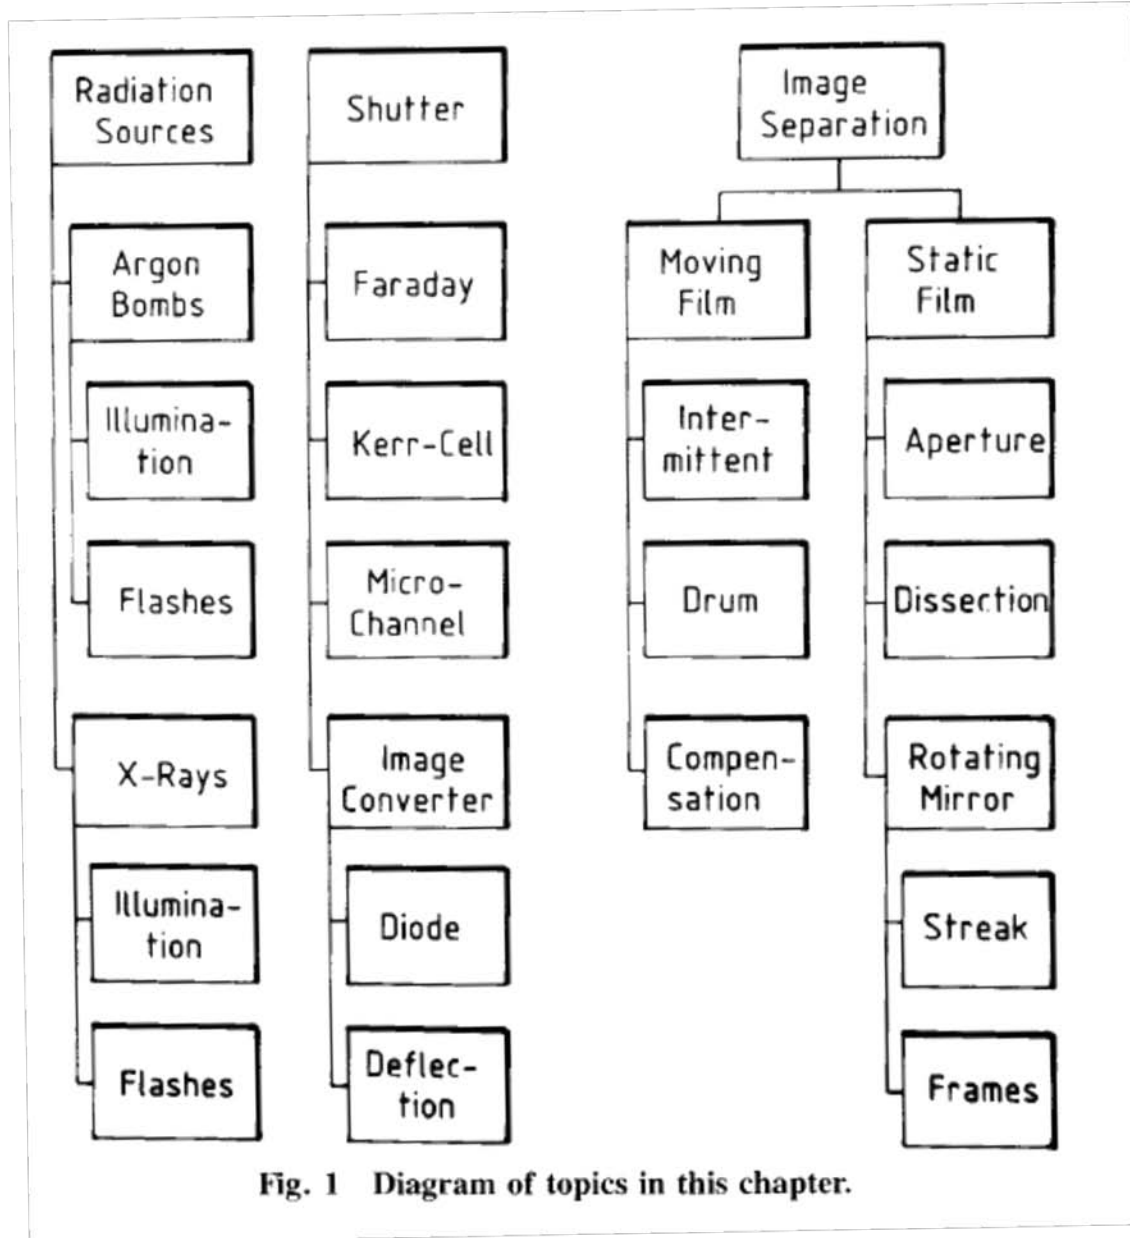 Radiation
Sources
Argon
Bombs
Illumina-
tion
Flashes
X-Rays
Illumina-
tion
Flashes
Shutter
Faraday
Kerr-Cell
Micro-
Channel
Image
Converter
Diode
Deflec-
tion
Image
Separation
Moving
Film
Inter-
mittent
Drum
Compen-
sation
Static
Film
Aperture
Dissection
Rotating
Mirror
Streak
Frames
Fig. 1 Diagram of topics in this chapter.